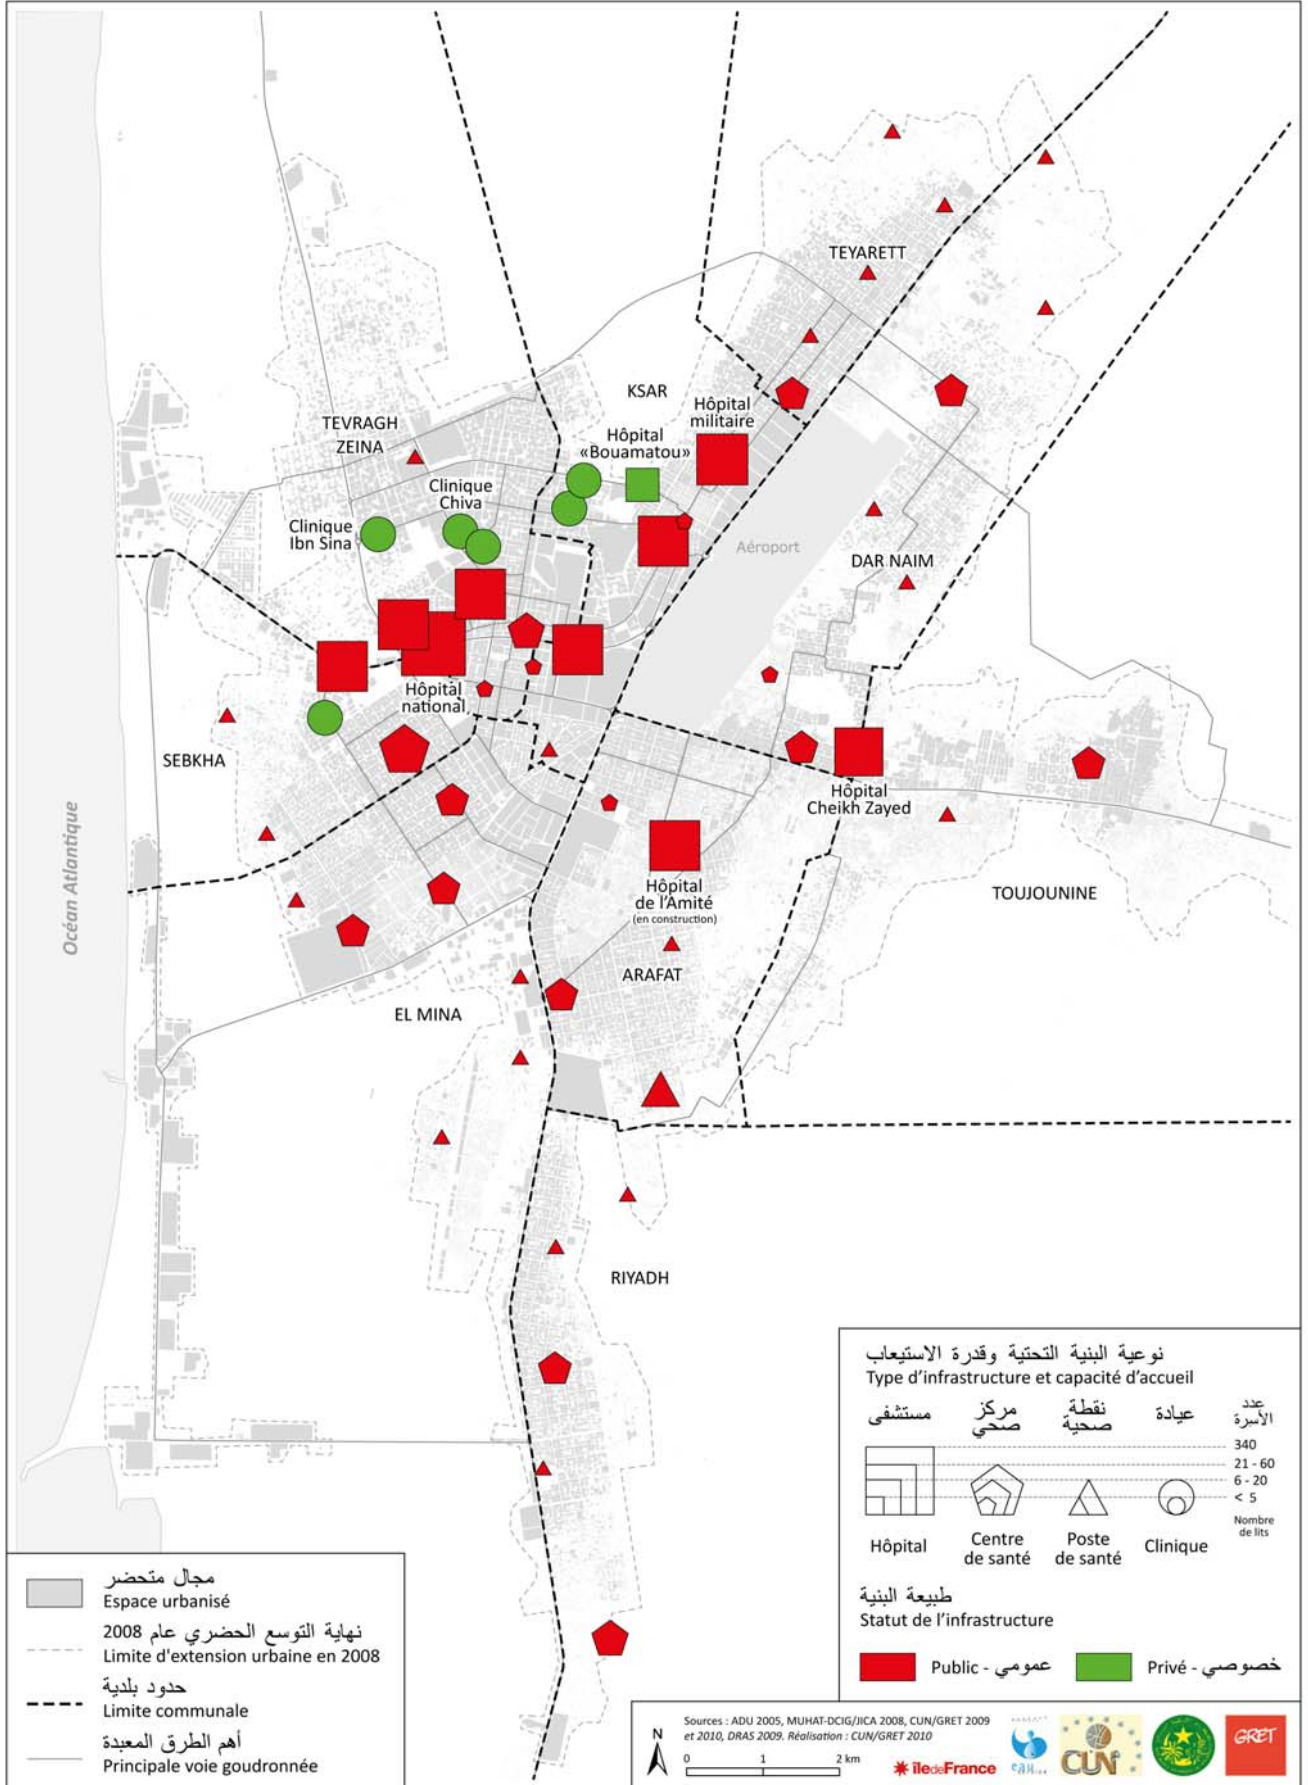 TEYARETT
KSAR
Hôpital
militaire
TEVRAGH
ZEINA
Hôpital
«Bouamatou»
Clinique
Chiva
Clinique
Ibn Sina
Aéroport
DAR NAIM
Hôpital
national
SEBKHA
Hôpital
Cheikh Zayed
Océan Atlantique
Hôpital
de l'Amité
(en construction)
TOUJOUNINE
ARAFAT
EL MINA
RIYADH
نوعية البنية التحتية وقدرة الاستيعاب
Type d'infrastructure et capacité d'accueil
مستشفى
مركز
صحي
نقطة
صحية
عيادة
عدد
الأسرة
340
21 - 60
6 - 20
< 5
Nombre
de lits
Hôpital
Centre
de santé
Poste
de santé
Clinique
طبيعة البنية
Statut de l'infrastructure
Public - عمومي
Privé - خصوصي
مجال متحضر
Espace urbanisé
نهاية التوسع الحضري عام 2008
Limite d'extension urbaine en 2008
حدود بلدية
Limite communale
أهم الطرق المعبدة
Principale voie goudronnée
N
Sources : ADU 2005, MUHAT-DCIG/JICA 2008, CUN/GRET 2009
et 2010, DRAS 2009. Réalisation : CUN/GRET 2010
0 1 2 km
îledeFrance
CUN
GRET